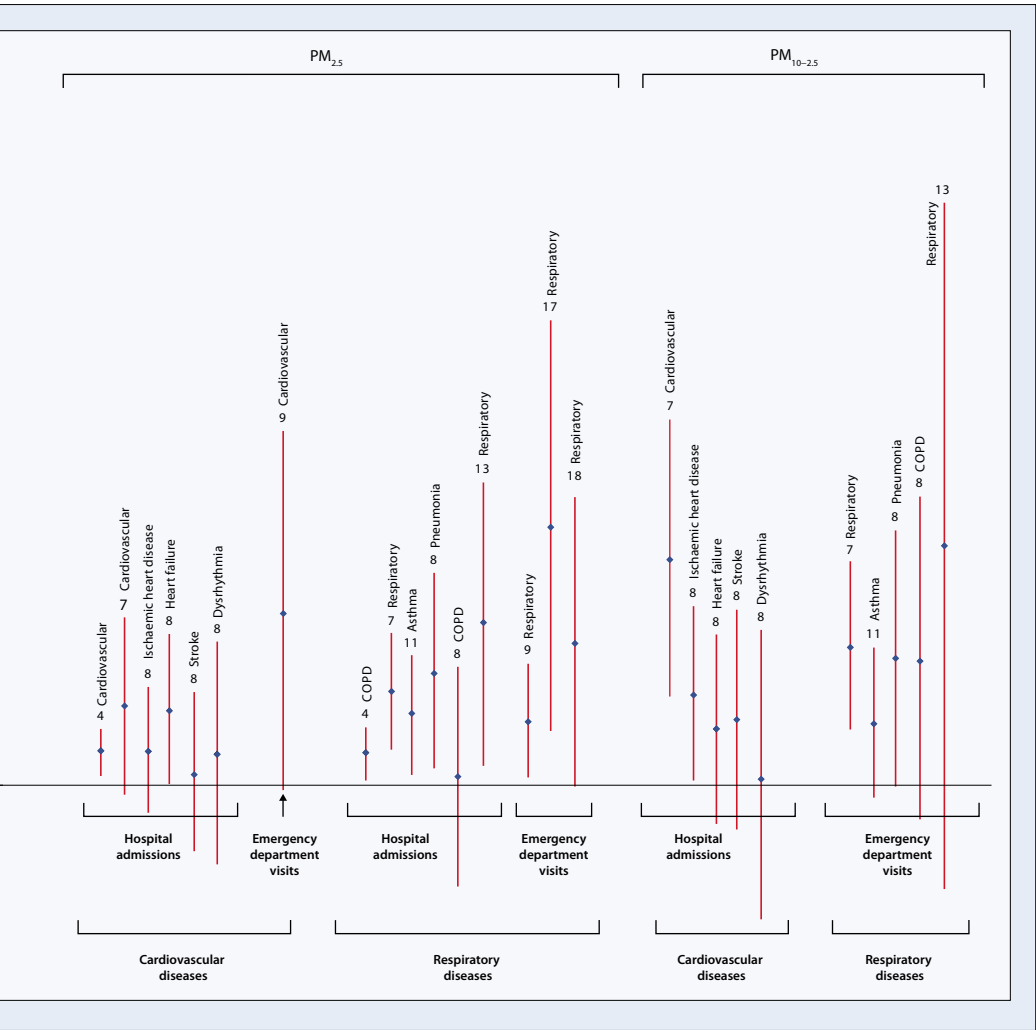 PM2.5
PM10–2.5
4 Cardiovascular
7 Cardiovascular
8 Ischaemic heart disease
8 Heart failure
8 Stroke
8 Dysrhythmia
9 Cardiovascular
4 COPD
7 Respiratory
11 Asthma
8 Pneumonia
8 COPD
13 Respiratory
9 Respiratory
17 Respiratory
18 Respiratory
7 Cardiovascular
8 Ischaemic heart disease
8 Heart failure
8 Stroke
8 Dysrhythmia
7 Respiratory
11 Asthma
8 Pneumonia
8 COPD
13 Respiratory
Hospital
admissions
Emergency
department
visits
Hospital
admissions
Emergency
department
visits
Hospital
admissions
Emergency
department
visits
Cardiovascular
diseases
Respiratory
diseases
Cardiovascular
diseases
Respiratory
diseases